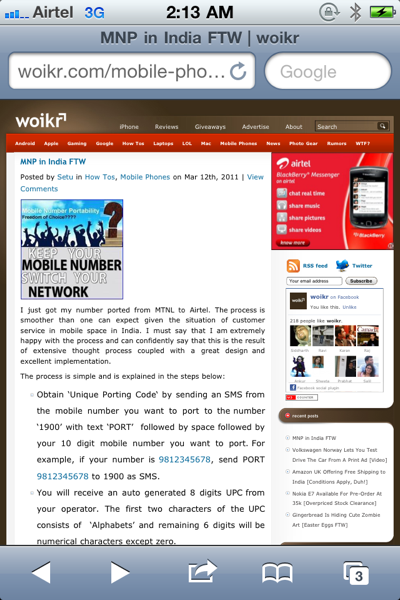 Airtel 3G 2:13 AM
MNP in India FTW | woikr
woikr.com/mobile-pho... Google
woikr
iPhone Reviews Giveaways Advertise About Search
Android Apple Gaming Google How Tos Laptops LOL Mac Mobile Phones News Photo Gear Rumors WTF?
MNP in India FTW
Posted by Setu in How Tos, Mobile Phones on Mar 12th, 2011 | View
Comments
Mobile Number Portability
Freedom of Choice????
?
KEEP YOUR
MOBILE NUMBER
SWITCH YOUR
NETWORK
I just got my number ported from MTNL to Airtel. The process is
smoother than one can expect given the situation of customer
service in mobile space in India. I must say that I am extremely
happy with the process and can confidently say that this is the result
of extensive thought process coupled with a great design and
excellent implementation.
The process is simple and is explained in the steps below:
Obtain ‘Unique Porting Code‘ by sending an SMS from
the mobile number you want to port to the number
‘1900’ with text ‘PORT’ followed by space followed by
your 10 digit mobile number you want to port. For
example, if your number is 9812345678, send PORT
9812345678 to 1900 as SMS.
You will receive an auto generated 8 digits UPC from
your operator. The first two characters of the UPC
consists of ‘Alphabets’ and remaining 6 digits will be
numerical characters except zero.
airtel
BlackBerry Messenger
on airtel
chat real time
share music
share pictures
share videos
know more
BlackBerry
RSS feed Twitter
Your email address Subscribe
woikr on Facebook
You like this. Unlike
218 people like woikr.
Facebook social plugin
recent posts
MNP in India FTW
Volkswagen Norway Lets You Test
Drive The Car From A Print Ad [Video]
Amazon UK Offering Free Shipping to
India [Conditions Apply, Duh!]
Nokia E7 Available For Pre-Order At
35k [Overpriced Stock Clearance]
Gingerbread Is Hiding Cute Zombie
Art [Easter Eggs FTW]
3